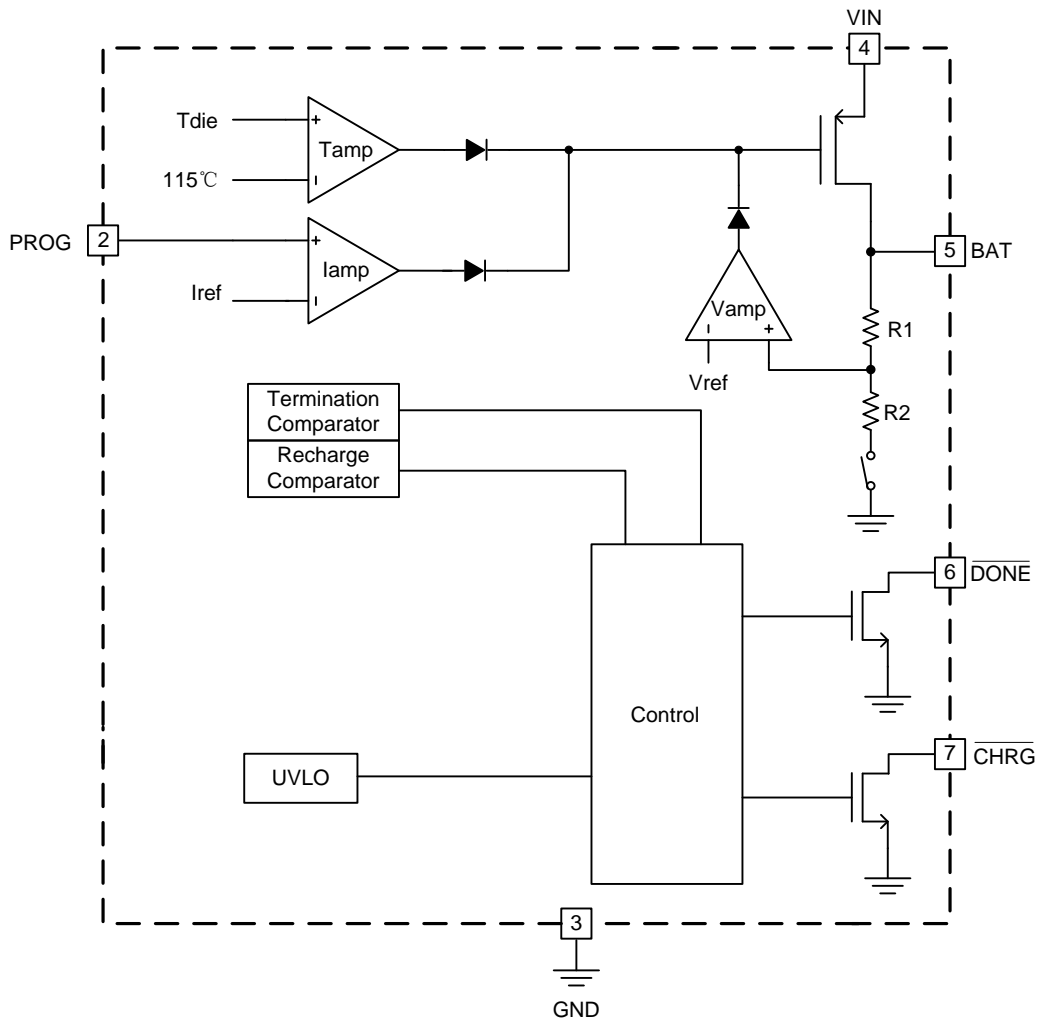 VIN
4
Tdie
+
Tamp
115℃
PROG
2
+
Iamp
Iref
5
BAT
Vamp
+
R1
Vref
R2
Termination
Comparator
Recharge
Comparator
6
DONE
Control
7
CHRG
UVLO
3
GND